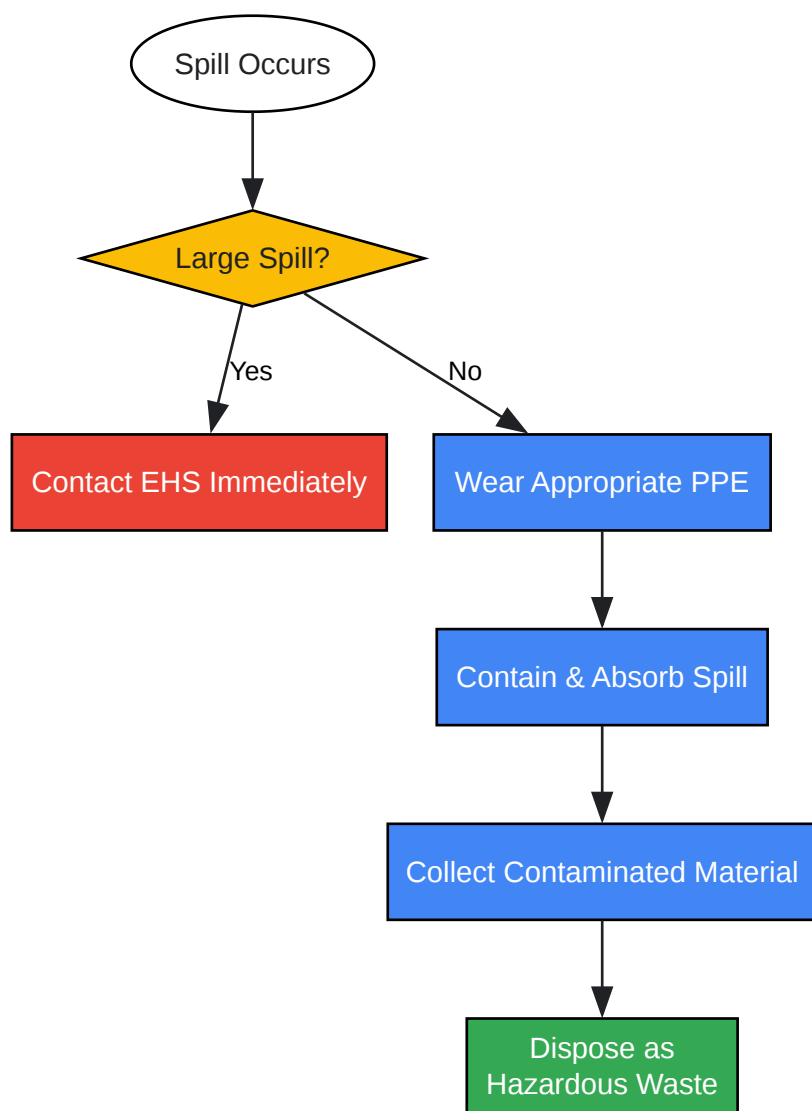 Spill Occurs
Large Spill?
Yes
No
Contact EHS Immediately
Wear Appropriate PPE
Contain & Absorb Spill
Collect Contaminated Material
Dispose as
Hazardous Waste